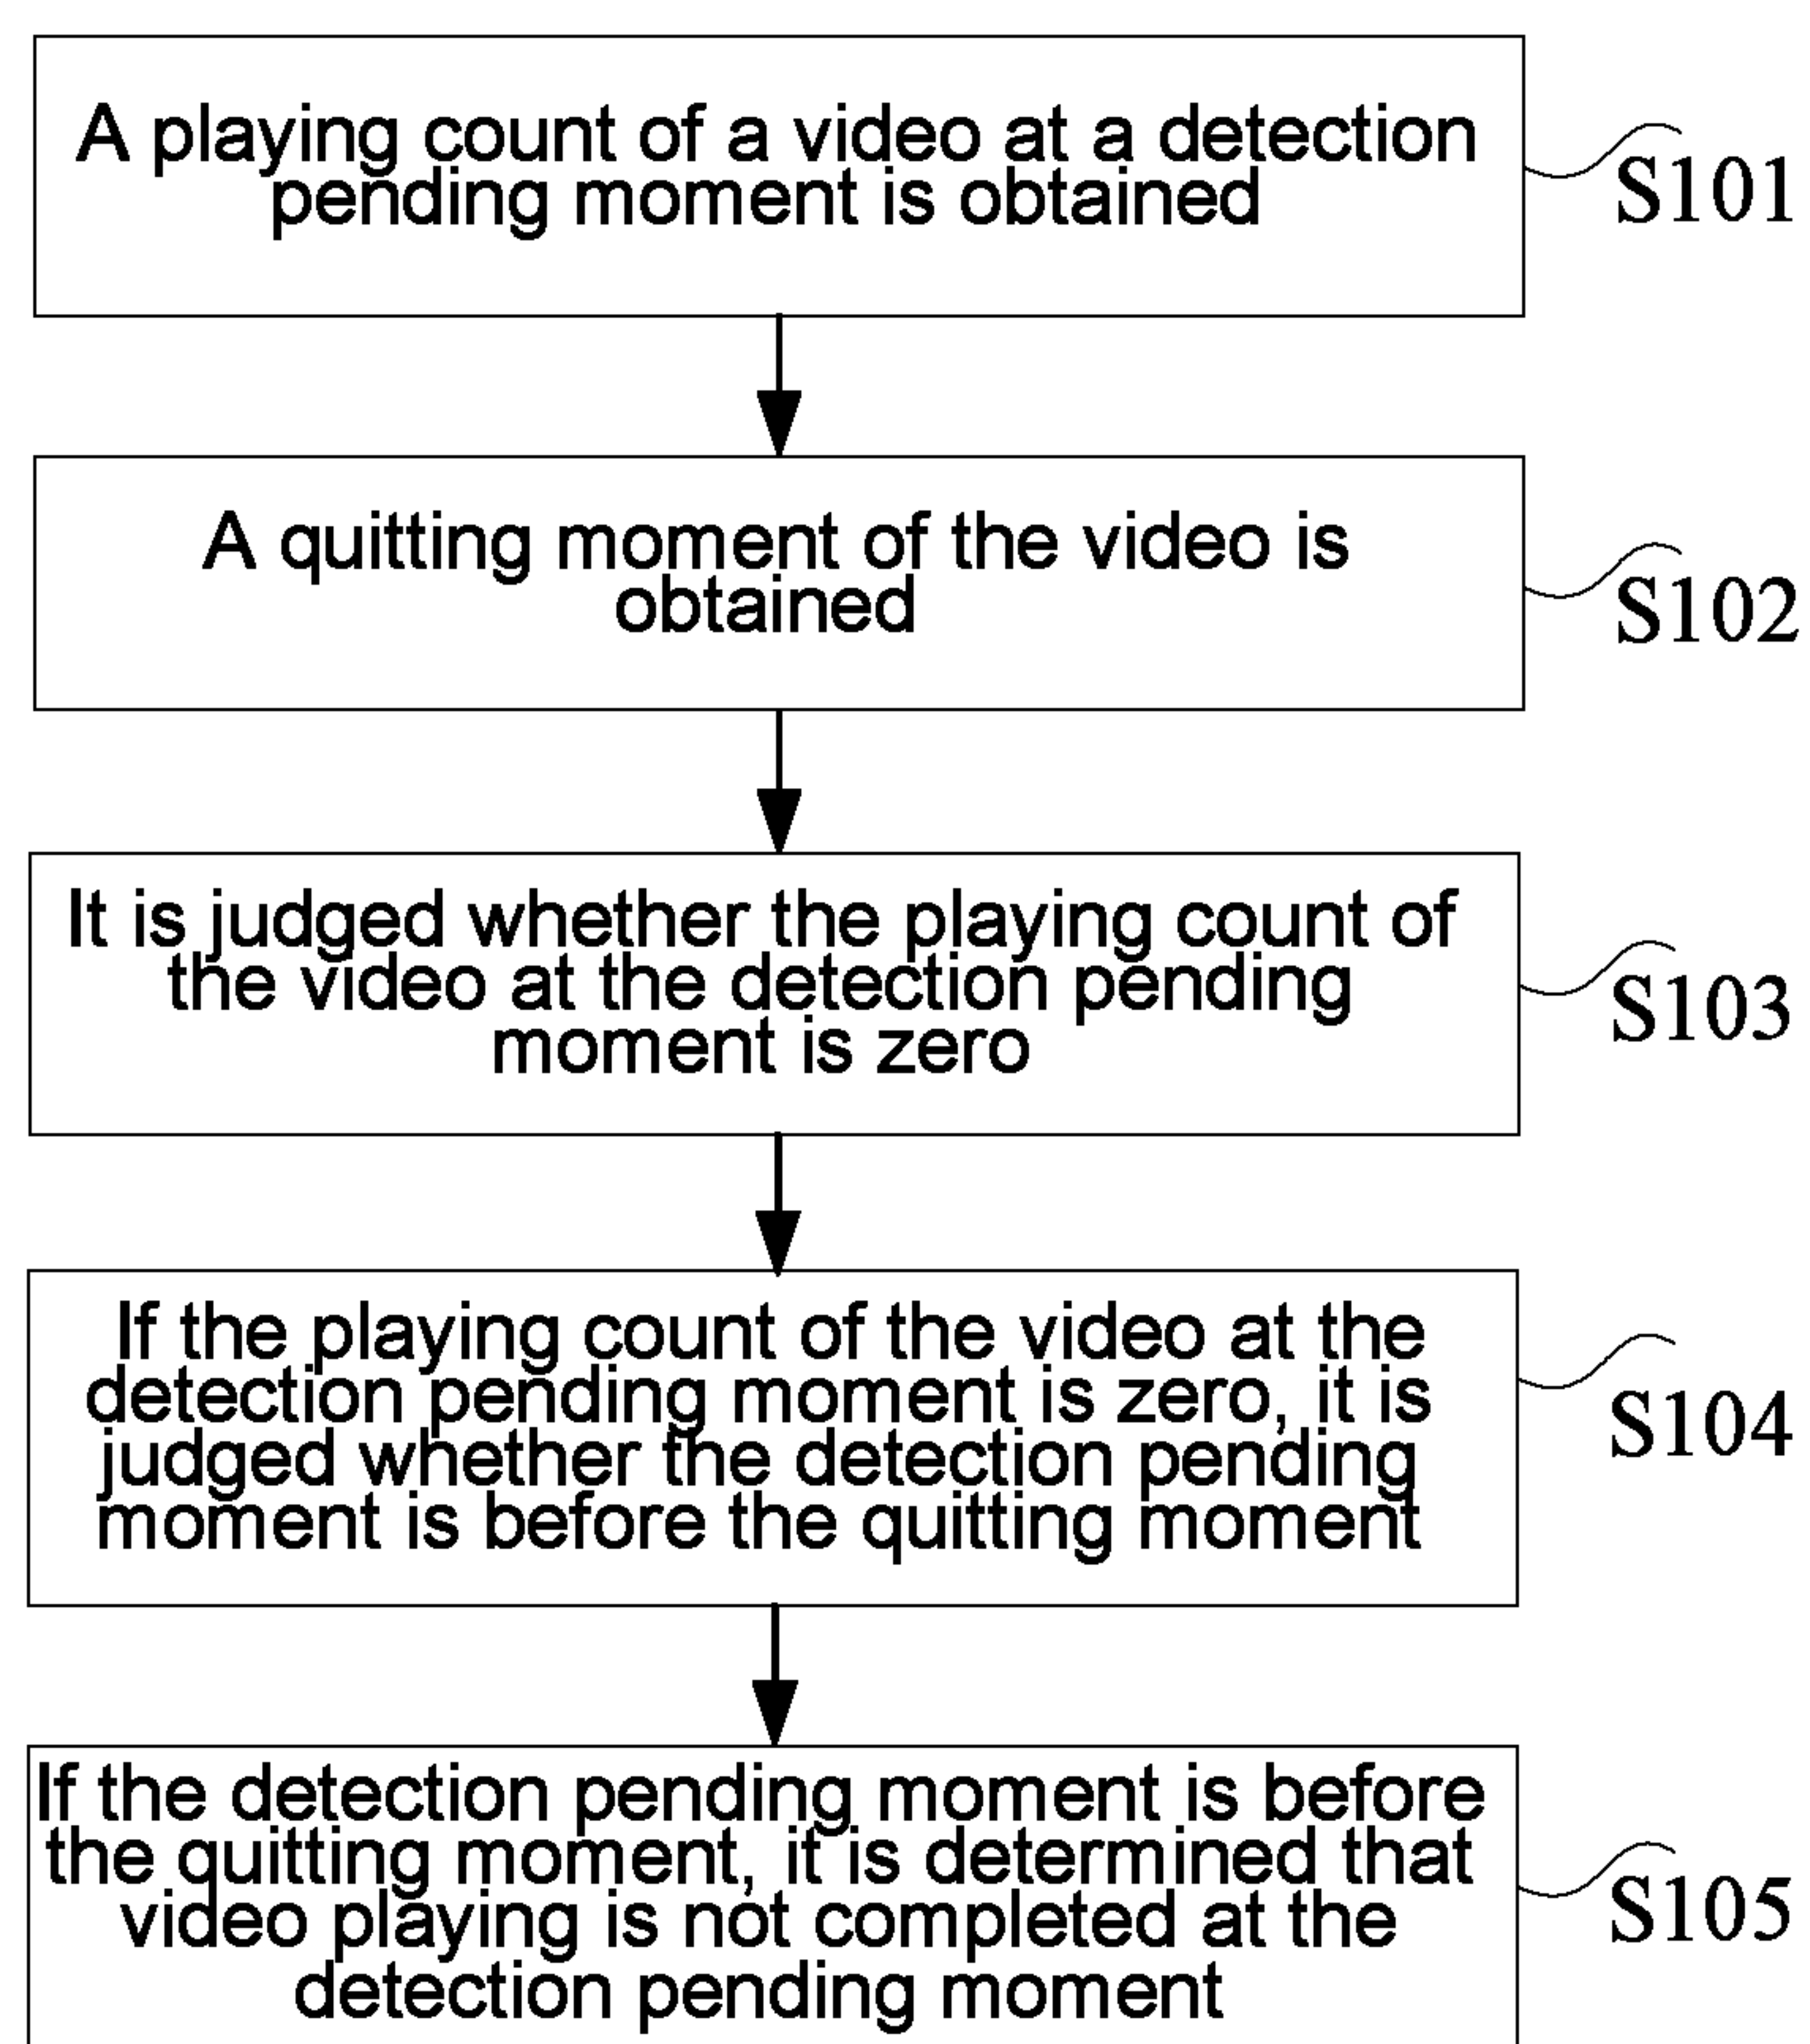 A playing count of a video at a detection
pending moment is obtained
S101
A quitting moment of the video is
obtained
S102
It is judged whether the playing count of
the video at the detection pending
moment is zero
S103
If the playing count of the video at the
detection pending moment is zero, it is
judged whether the detection pending
moment is before the quitting moment
S104
If the detection pending moment is before
the quitting moment, it is determined that
video playing is not completed at the
detection pending moment
S105